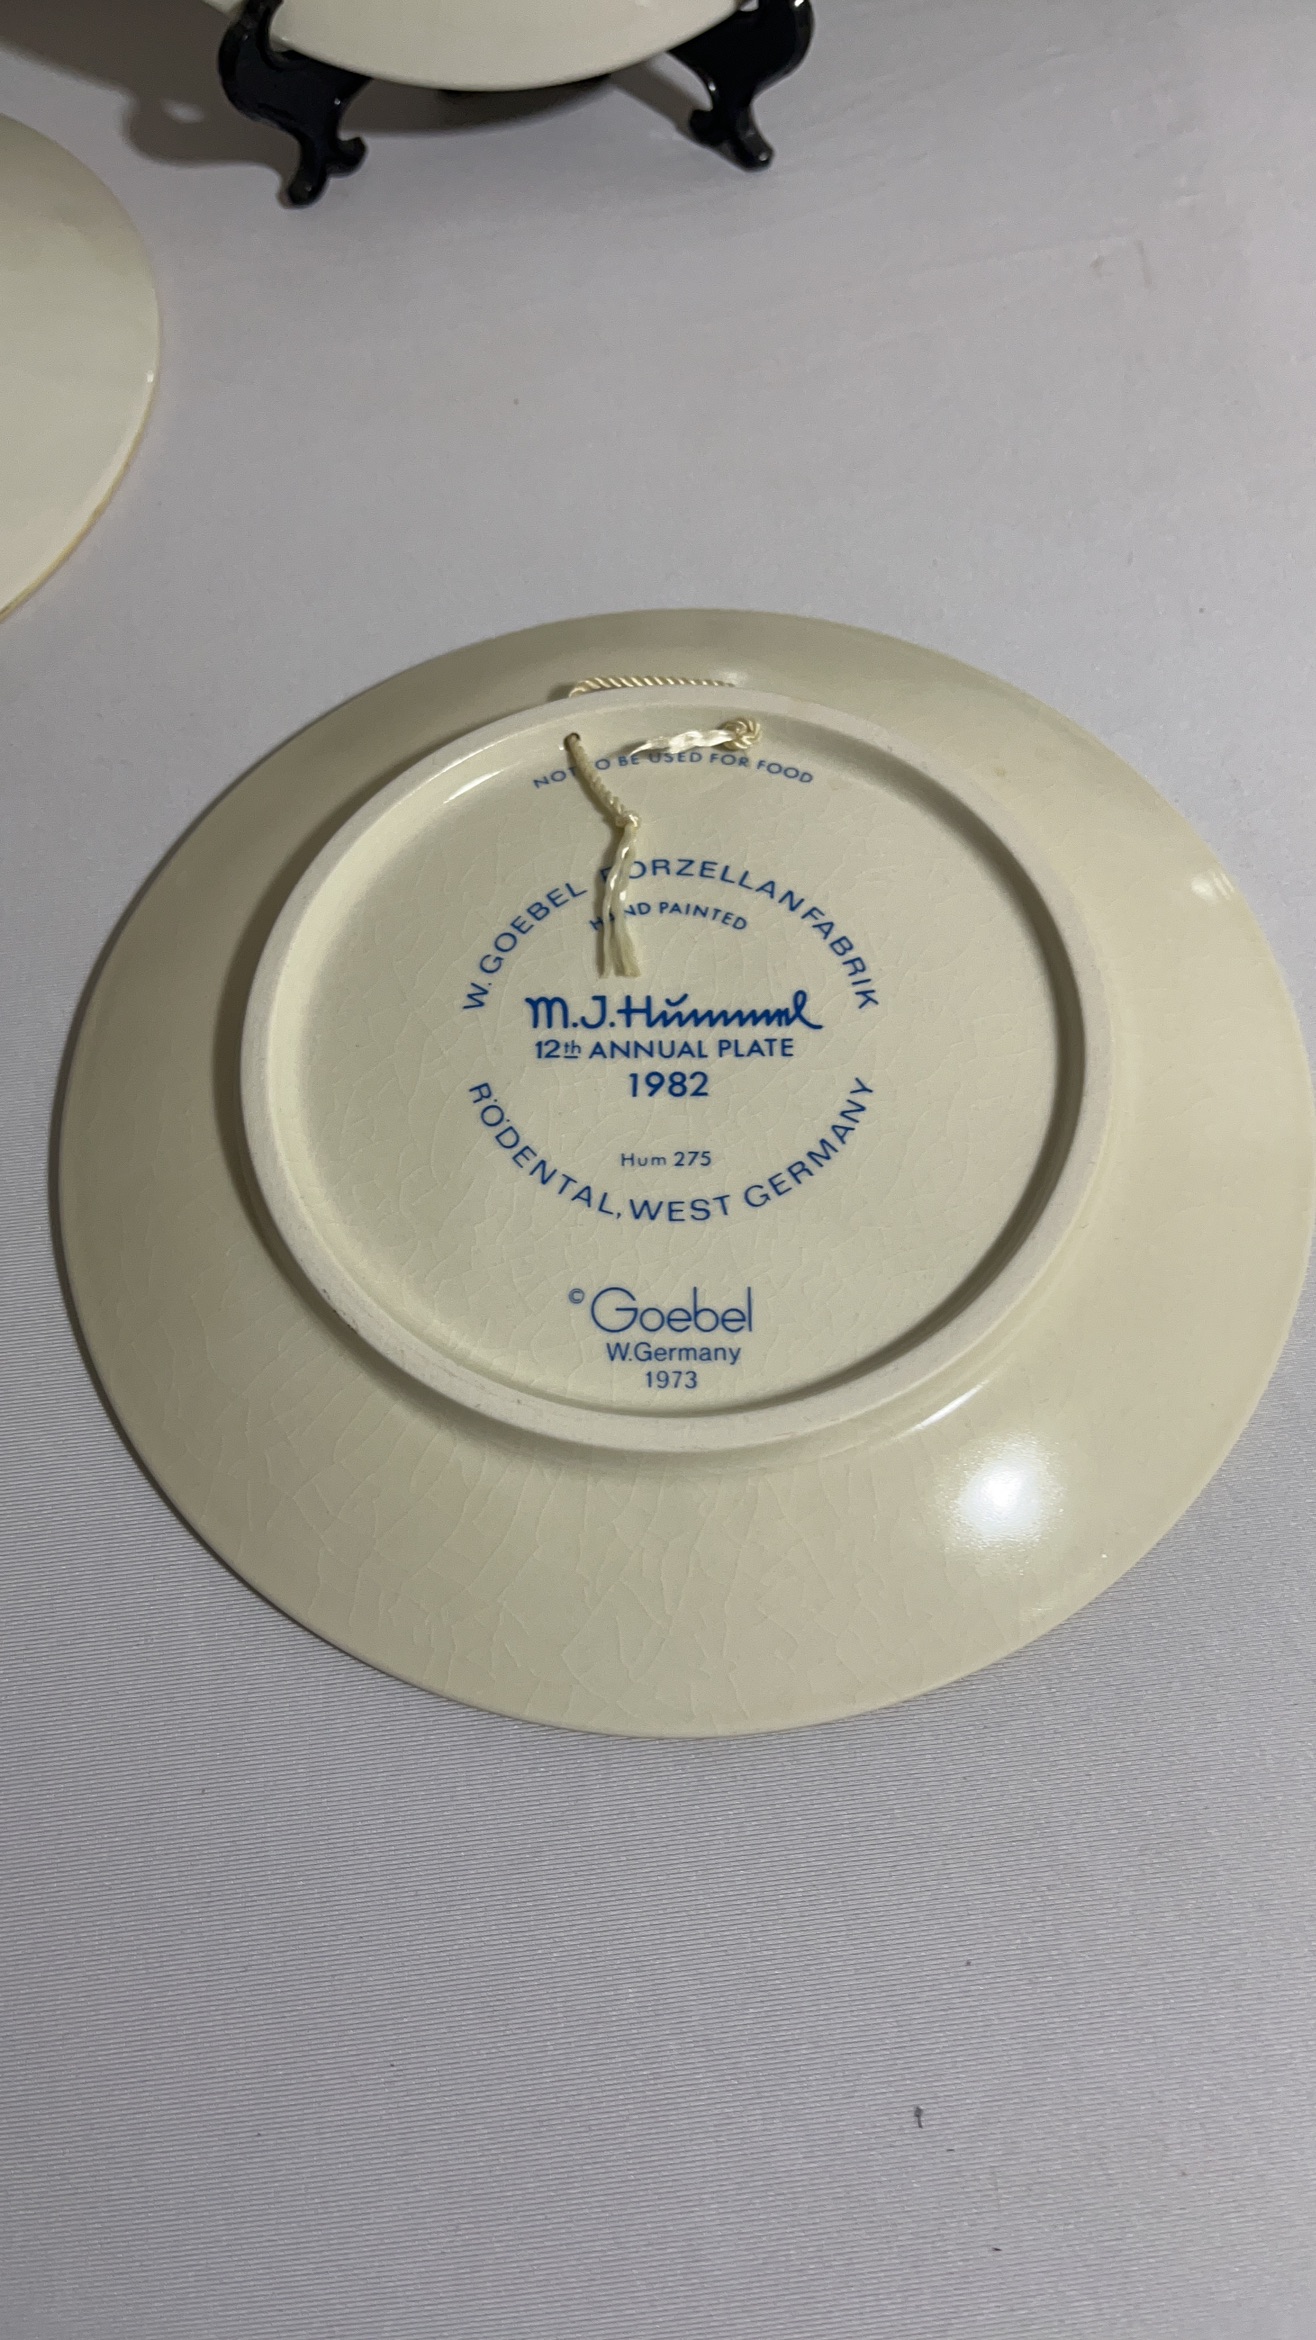 NOT TO BE USED FOR FOOD
W. GOEBEL PORZELLANFABRIK
HAND PAINTED
M.J. Hummel
12th ANNUAL PLATE
1982
Hum 275
RÖDENTAL, WEST GERMANY
© Goebel
W.Germany
1973